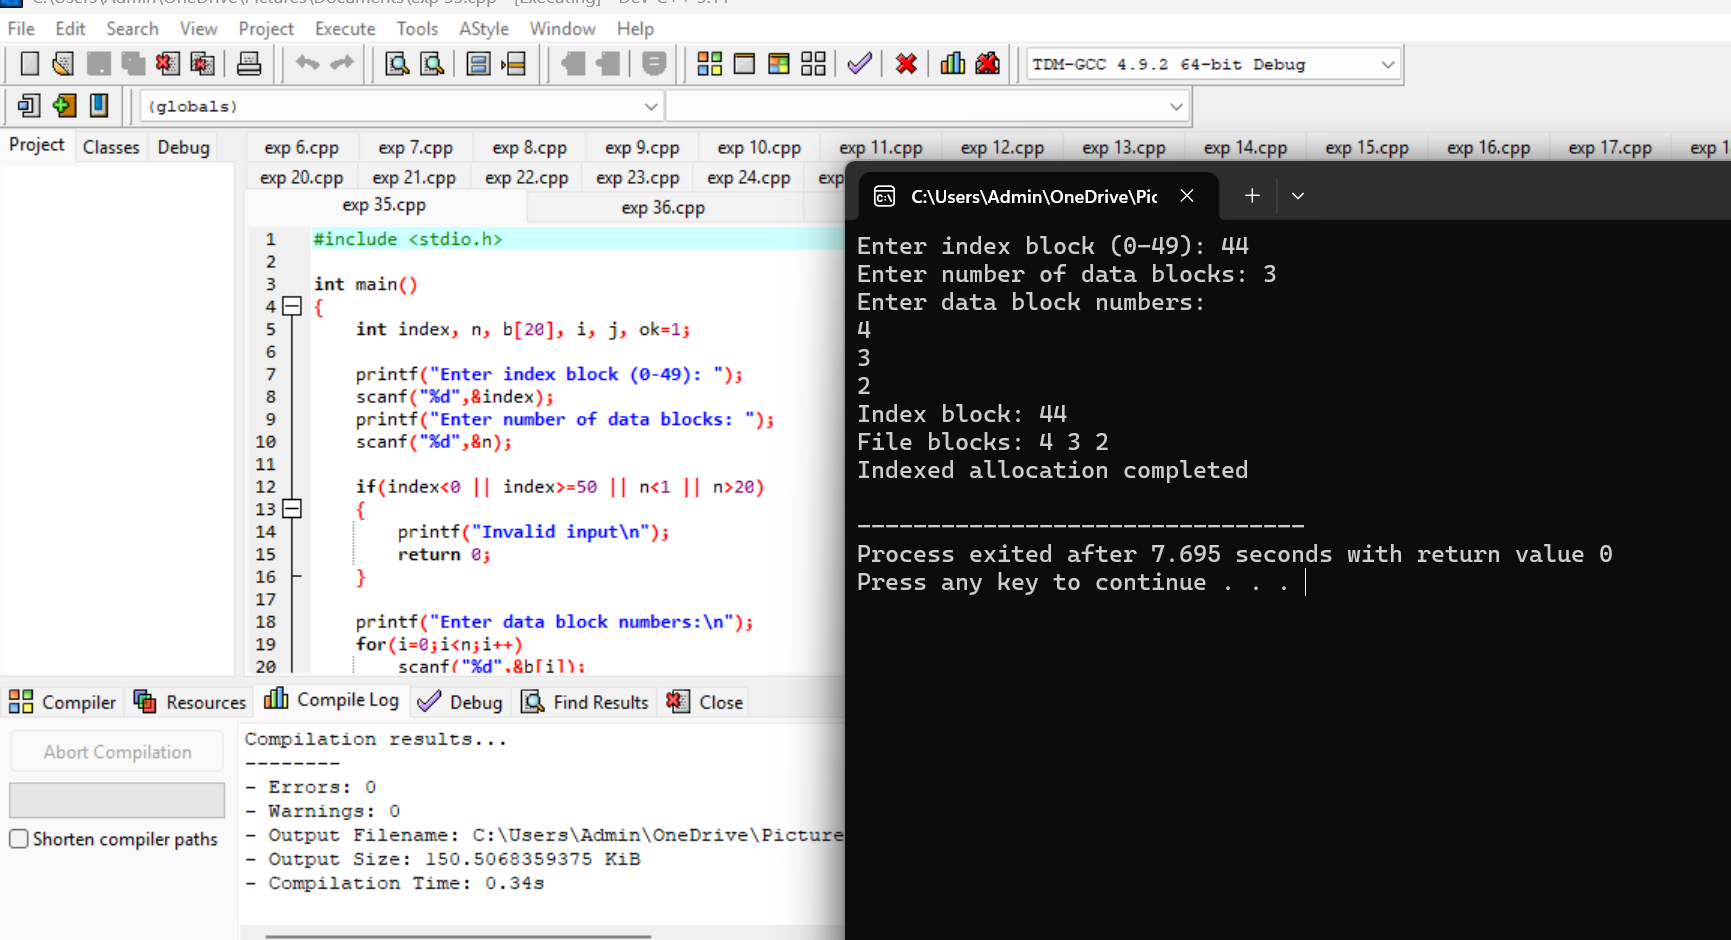 File Edit Search View Project Execute Tools AStyle Window Help
TDM-GCC 4.9.2 64-bit Debug
(globals)
Project Classes Debug
exp 6.cpp exp 7.cpp exp 8.cpp exp 9.cpp exp 10.cpp exp 11.cpp exp 12.cpp exp 13.cpp exp 14.cpp exp 15.cpp exp 16.cpp exp 17.cpp exp 1
exp 20.cpp exp 21.cpp exp 22.cpp exp 23.cpp exp 24.cpp exp
exp 35.cpp exp 36.cpp
1 #include <stdio.h>
2
3 int main()
4 {
5 int index, n, b[20], i, j, ok=1;
6
7 printf("Enter index block (0-49): ");
8 scanf("%d",&index);
9 printf("Enter number of data blocks: ");
10 scanf("%d",&n);
11
12 if(index<0 || index>=50 || n<1 || n>20)
13 {
14 printf("Invalid input\n");
15 return 0;
16 }
17
18 printf("Enter data block numbers:\n");
19 for(i=0;i<n;i++)
20 scanf("%d",&b[i]);
C:\Users\Admin\OneDrive\Pic
Enter index block (0-49): 44
Enter number of data blocks: 3
Enter data block numbers:
4
3
2
Index block: 44
File blocks: 4 3 2
Indexed allocation completed
--------------------------------
Process exited after 7.695 seconds with return value 0
Press any key to continue . . .
Compiler Resources Compile Log Debug Find Results Close
Abort Compilation
Shorten compiler paths
Compilation results...
--------
- Errors: 0
- Warnings: 0
- Output Filename: C:\Users\Admin\OneDrive\Picture
- Output Size: 150.5068359375 KiB
- Compilation Time: 0.34s